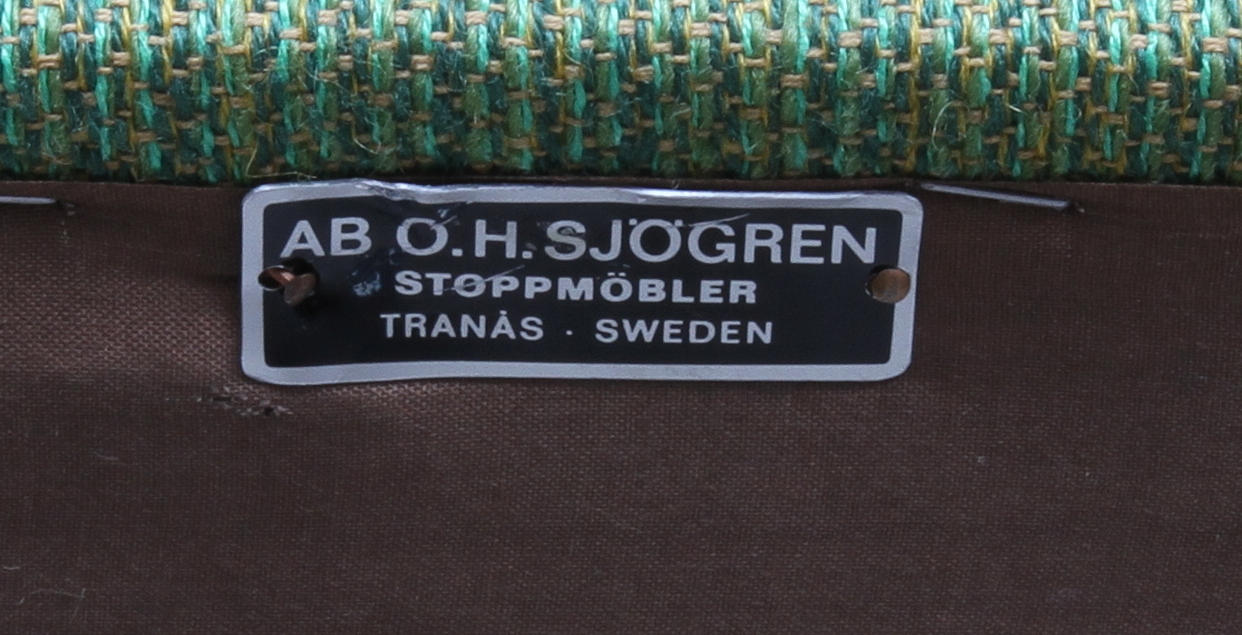 AB O.H. SJÖGREN
STOPPMÖBLER
TRANÅS · SWEDEN